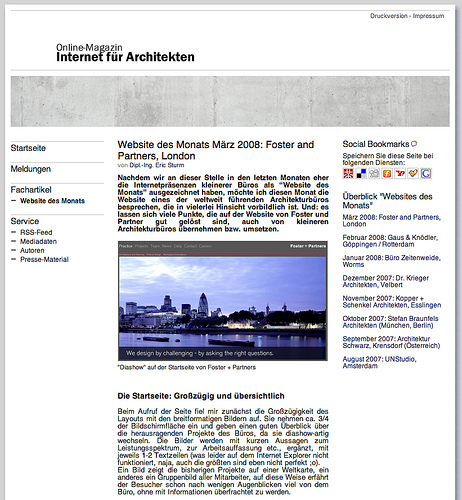 Druckversion - Impressum
Online-Magazin
Internet für Architekten
Startseite
Meldungen
Fachartikel
Website des Monats
Service
RSS-Feed
Mediadaten
Autoren
Presse-Material
Website des Monats März 2008: Foster and
Partners, London
von Dipl.-Ing. Eric Sturm
Nachdem wir an dieser Stelle in den letzten Monaten eher
die Internetpräsenzen kleinerer Büros als "Website des
Monats" ausgezeichnet haben, möchte ich diesen Monat die
Website eines der weltweit führenden Architekturbüros
besprechen, die in vielerlei Hinsicht vorbildlich ist. Und: es
lassen sich viele Punkte, die auf der Website von Foster und
Partner gut gelöst sind, auch von kleineren
Architekturbüros übernehmen bzw. umsetzen.
Foster + Partners
We design by challenging - by asking the right questions.
"Diashow" auf der Startseite von Foster + Partners
Die Startseite: Großzügig und übersichtlich
Beim Aufruf der Seite fiel mir zunächst die Großzügigkeit des
Layouts mit den breitformatigen Bildern auf. Sie nehmen ca. 3/4
der Bildschirmfläche ein und geben einen guten Überblick über
die herausragenden Projekte des Büros, da sie diashow-artig
wechseln. Die Bilder werden mit kurzen Aussagen zum
Leistungsspektrum, zur Arbeitsauffassung etc., ergänzt, mit
jeweils 1-2 Textzeilen (was leider auf dem Internet Explorer nicht
funktioniert, naja, auch die größten sind eben nicht perfekt ;o).
Ein Bild zeigt die bisherigen Projekte auf einer Weltkarte, ein
anderes ein Gruppenbild aller Mitarbeiter, auf diese Weise erfährt
der Besucher schon nach wenigen Augenblicken viel von dem
Büro, ohne mit Informationen überfrachtet zu werden.
Social Bookmarks
Speichern Sie diese Seite bei
folgenden Diensten:
Überblick "Websites des
Monats"
März 2008: Foster and Partners,
London
Februar 2008: Gaus & Knödler,
Göppingen / Rotterdam
Januar 2008: Büro Zeitenweide,
Worms
Dezember 2007: Dr. Krieger
Architekten, Velbert
November 2007: Kopper +
Schenkel Architekten, Esslingen
Oktober 2007: Stefan Braunfels
Architekten (München, Berlin)
September 2007: Architektur
Schwarz, Krensdorf (Österreich)
August 2007: UNStudio,
Amsterdam